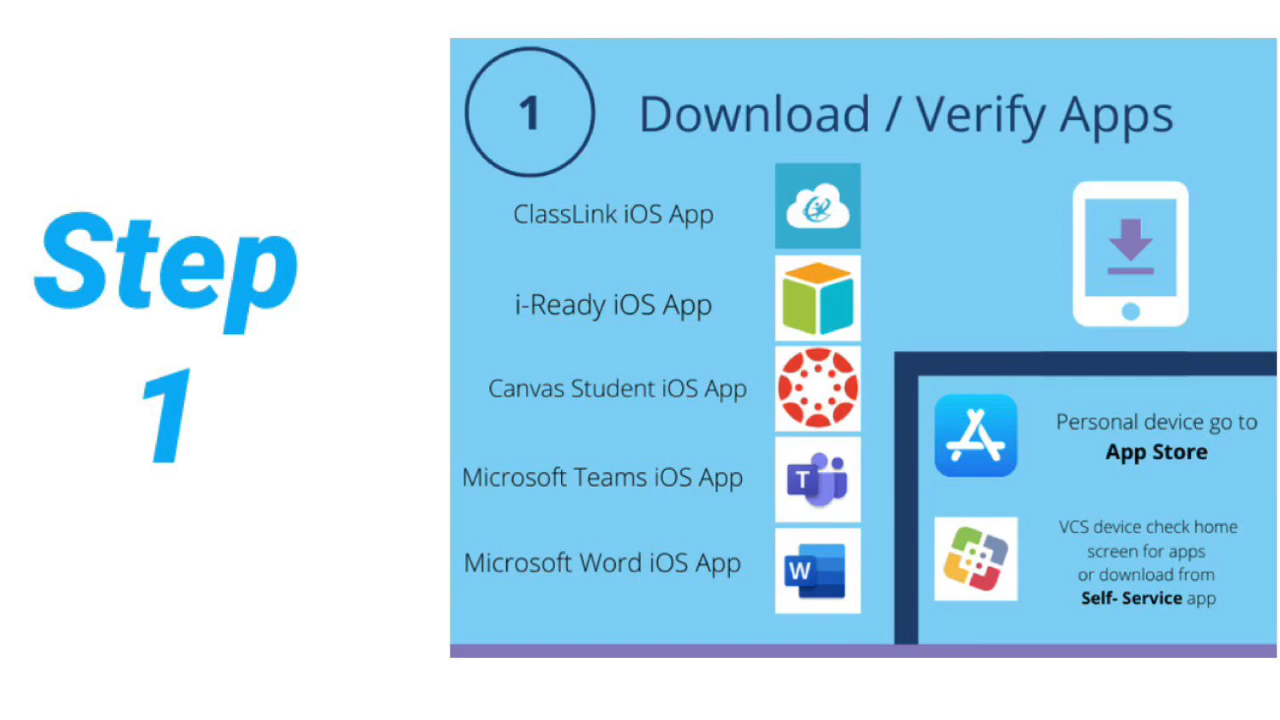 Step
1
1
Download / Verify Apps
ClassLink iOS App
i-Ready iOS App
Canvas Student iOS App
Microsoft Teams iOS App
T
Microsoft Word iOS App
W
Personal device go to
App Store
VCS device check home
screen for apps
or download from
Self- Service app